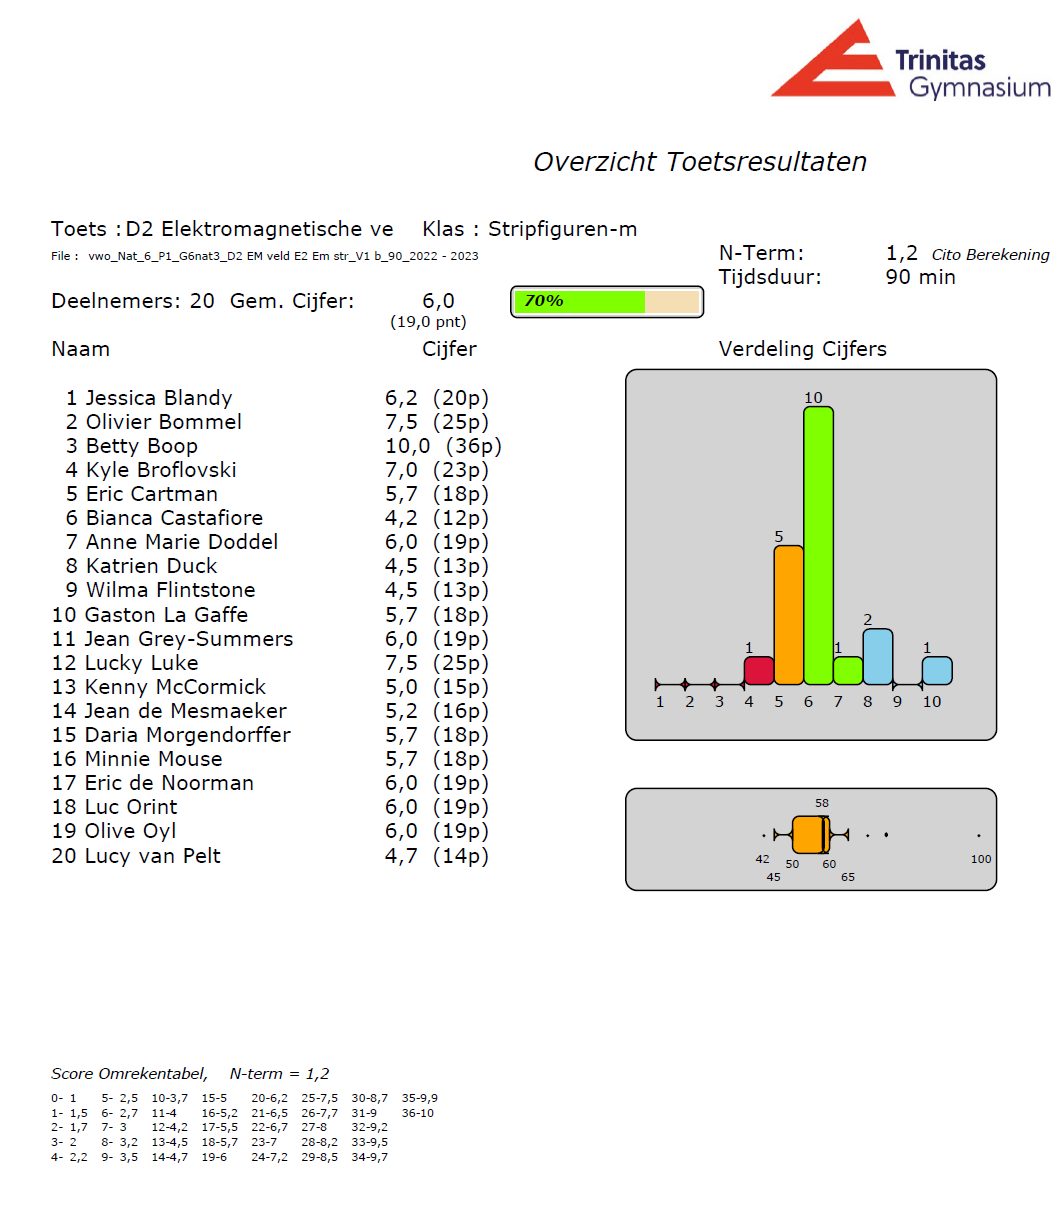 Trinitas
Gymnasium
Overzicht Toetsresultaten
Toets : D2 Elektromagnetische ve Klas : Stripfiguren-m
File : vwo_Nat_6_P1_G6nat3_D2 EM veld E2 Em str_V1 b_90_2022 - 2023
N-Term: 1,2 Cito Berekening
Tijdsduur: 90 min
Deelnemers: 20 Gem. Cijfer: 6,0 70%
(19,0 pnt)
Naam Cijfer Verdeling Cijfers
1 Jessica Blandy 6,2 (20p)
2 Olivier Bommel 7,5 (25p)
3 Betty Boop 10,0 (36p)
4 Kyle Broflovski 7,0 (23p)
5 Eric Cartman 5,7 (18p)
6 Bianca Castafiore 4,2 (12p)
7 Anne Marie Doddel 6,0 (19p)
8 Katrien Duck 4,5 (13p)
9 Wilma Flintstone 4,5 (13p)
10 Gaston La Gaffe 5,7 (18p)
11 Jean Grey-Summers 6,0 (19p)
12 Lucky Luke 7,5 (25p)
13 Kenny McCormick 5,0 (15p)
14 Jean de Mesmaeker 5,2 (16p)
15 Daria Morgendorffer 5,7 (18p)
16 Minnie Mouse 5,7 (18p)
17 Eric de Noorman 6,0 (19p)
18 Luc Orint 6,0 (19p)
19 Olive Oyl 6,0 (19p)
20 Lucy van Pelt 4,7 (14p)
10
5
2
1 1 1
1 2 3 4 5 6 7 8 9 10
58
42 50 60 100
45 65
Score Omrekentabel, N-term = 1,2
0- 1 5- 2,5 10-3,7 15-5 20-6,2 25-7,5 30-8,7 35-9,9
1- 1,5 6- 2,7 11-4 16-5,2 21-6,5 26-7,7 31-9 36-10
2- 1,7 7- 3 12-4,2 17-5,5 22-6,7 27-8 32-9,2
3- 2 8- 3,2 13-4,5 18-5,7 23-7 28-8,2 33-9,5
4- 2,2 9- 3,5 14-4,7 19-6 24-7,2 29-8,5 34-9,7